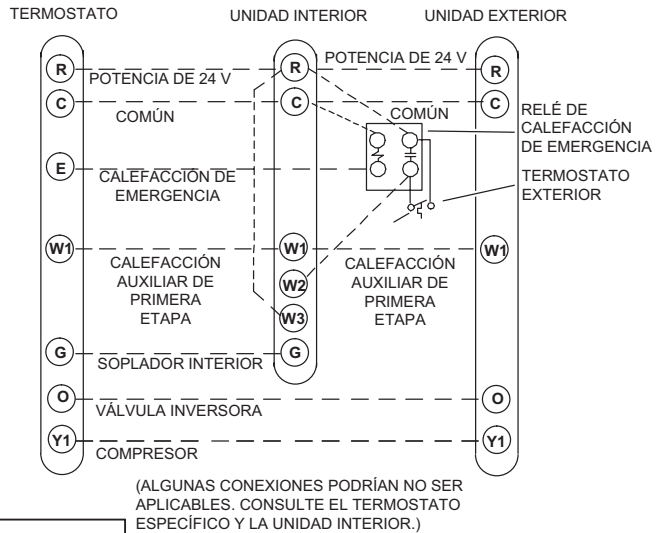 TERMOSTATO
UNIDAD INTERIOR
UNIDAD EXTERIOR
R
POTENCIA DE 24 V
R
POTENCIA DE 24 V
R
C
COMÚN
C
COMÚN
C
RELÉ DE
CALEFACCIÓN
DE EMERGENCIA
E
CALEFACCIÓN DE
EMERGENCIA
TERMOSTATO
EXTERIOR
W1
CALEFACCIÓN
AUXILIAR DE
PRIMERA
ETAPA
W1
CALEFACCIÓN
AUXILIAR DE
PRIMERA
ETAPA
W1
W2
W3
G
SOPLADOR INTERIOR
G
O
VÁLVULA INVERSORA
O
Y1
COMPRESOR
Y1
(ALGUNAS CONEXIONES PODRÍAN NO SER
APLICABLES. CONSULTE EL TERMOSTATO
ESPECÍFICO Y LA UNIDAD INTERIOR.)